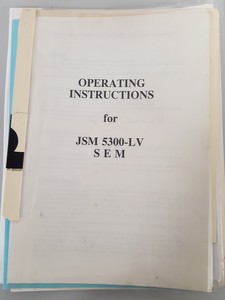 OPERATING
INSTRUCTIONS
for
JSM 5300-LV
S E M